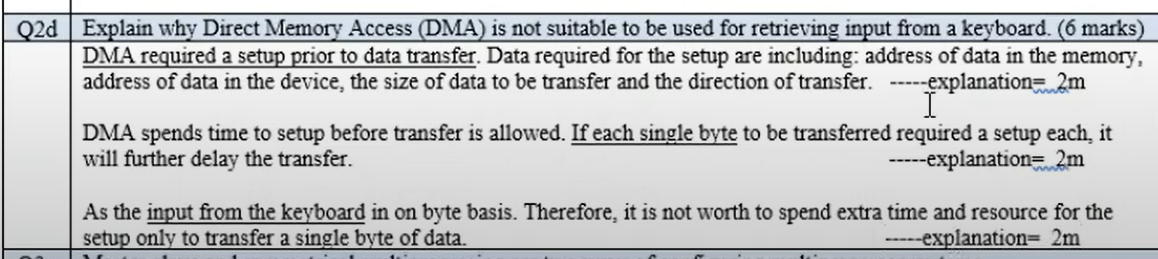 Q2d Explain why Direct Memory Access (DMA) is not suitable to be used for retrieving input from a keyboard. (6 marks)
DMA required a setup prior to data transfer. Data required for the setup are including: address of data in the memory,
address of data in the device, the size of data to be transfer and the direction of transfer. -----explanation= 2m
DMA spends time to setup before transfer is allowed. If each single byte to be transferred required a setup each, it
will further delay the transfer. -----explanation= 2m
As the input from the keyboard in on byte basis. Therefore, it is not worth to spend extra time and resource for the
setup only to transfer a single byte of data. -----explanation= 2m